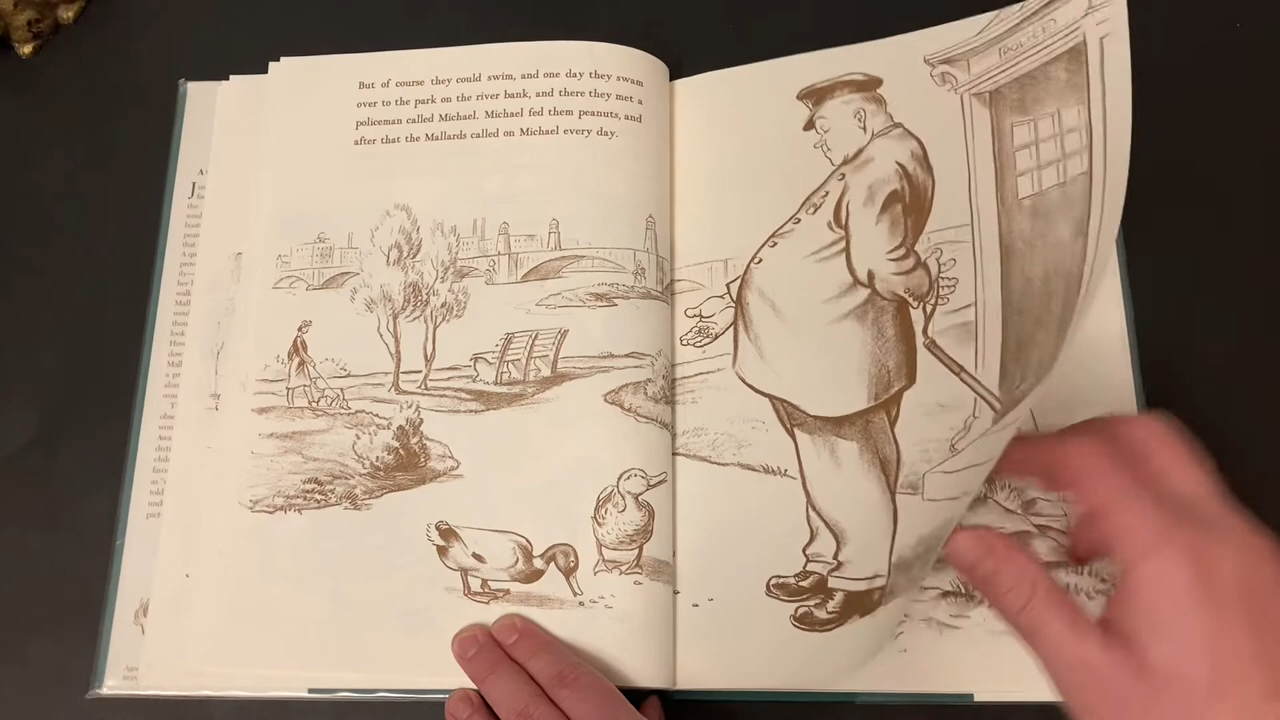 But of course they could swim, and one day they swam
over to the park on the river bank, and there they met a
policeman called Michael. Michael fed them peanuts, and
after that the Mallards called on Michael every day.
POLICE